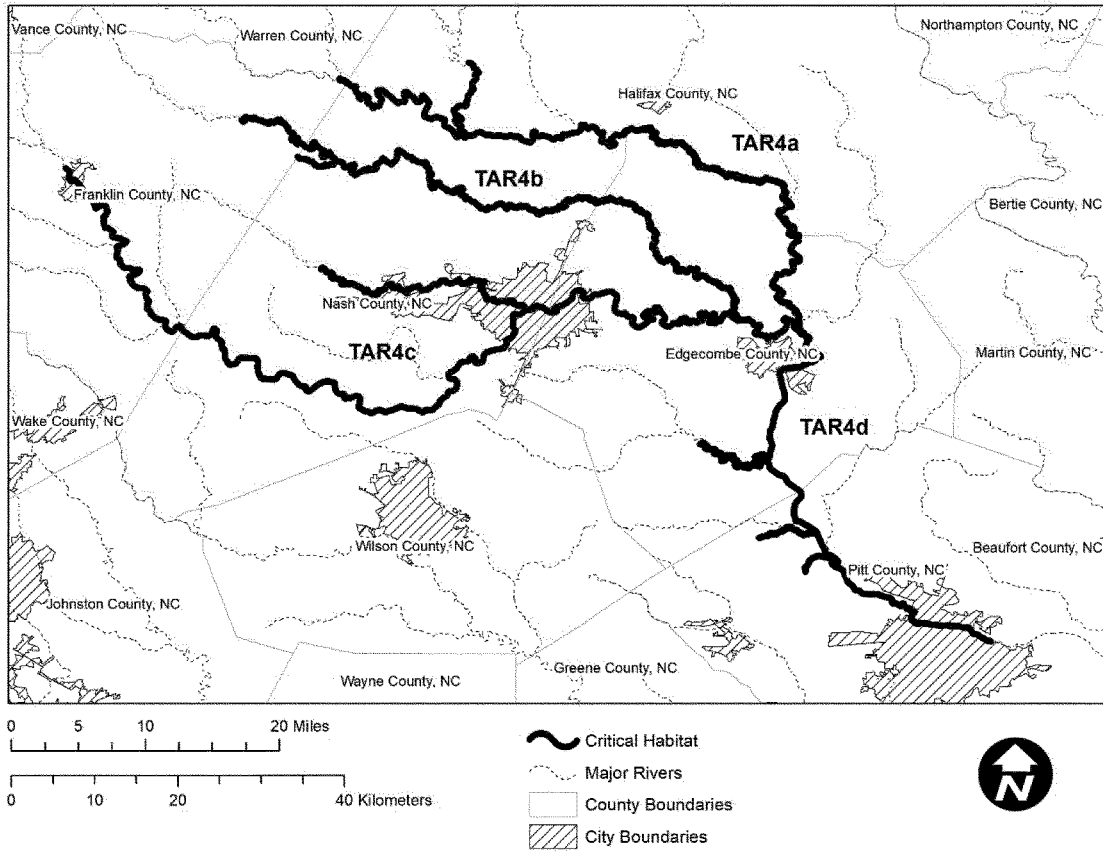 Vance County, NC
Warren County, NC
Northampton County, NC
Halifax County, NC
TAR4a
TAR4b
Franklin County, NC
Bertie County, NC
Nash County, NC
TAR4c
Edgecombe County, NC
Martin County, NC
Wake County, NC
TAR4d
Wilson County, NC
Beaufort County, NC
Pitt County, NC
Johnston County, NC
Wayne County, NC
Greene County, NC
0 5 10 20 Miles
0 10 20 40 Kilometers
Critical Habitat
Major Rivers
County Boundaries
City Boundaries
N